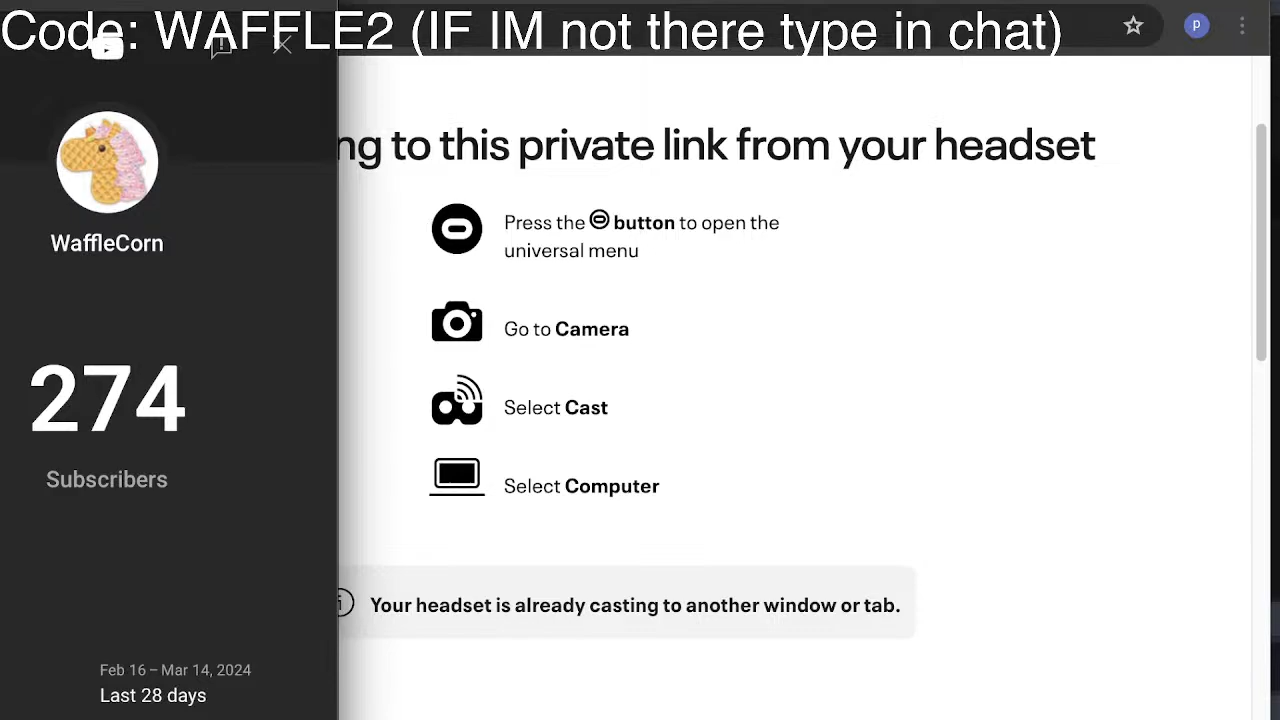 Code: WAFFLE2 (IF IM not there type in chat)
p
WaffleCorn
274
Subscribers
Feb 16 – Mar 14, 2024
Last 28 days
ng to this private link from your headset
Press the button to open the
universal menu
Go to Camera
Select Cast
Select Computer
Your headset is already casting to another window or tab.